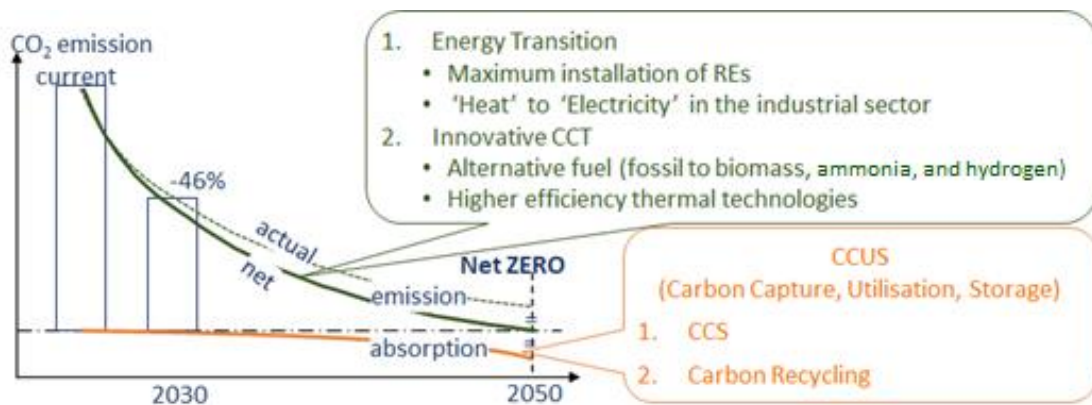 CO₂ emission
current
-46%
actual
net
emission
absorption
Net ZERO
2030
2050
1. Energy Transition
• Maximum installation of REs
• 'Heat' to 'Electricity' in the industrial sector
2. Innovative CCT
• Alternative fuel (fossil to biomass, ammonia, and hydrogen)
• Higher efficiency thermal technologies
CCUS
(Carbon Capture, Utilisation, Storage)
1. CCS
2. Carbon Recycling